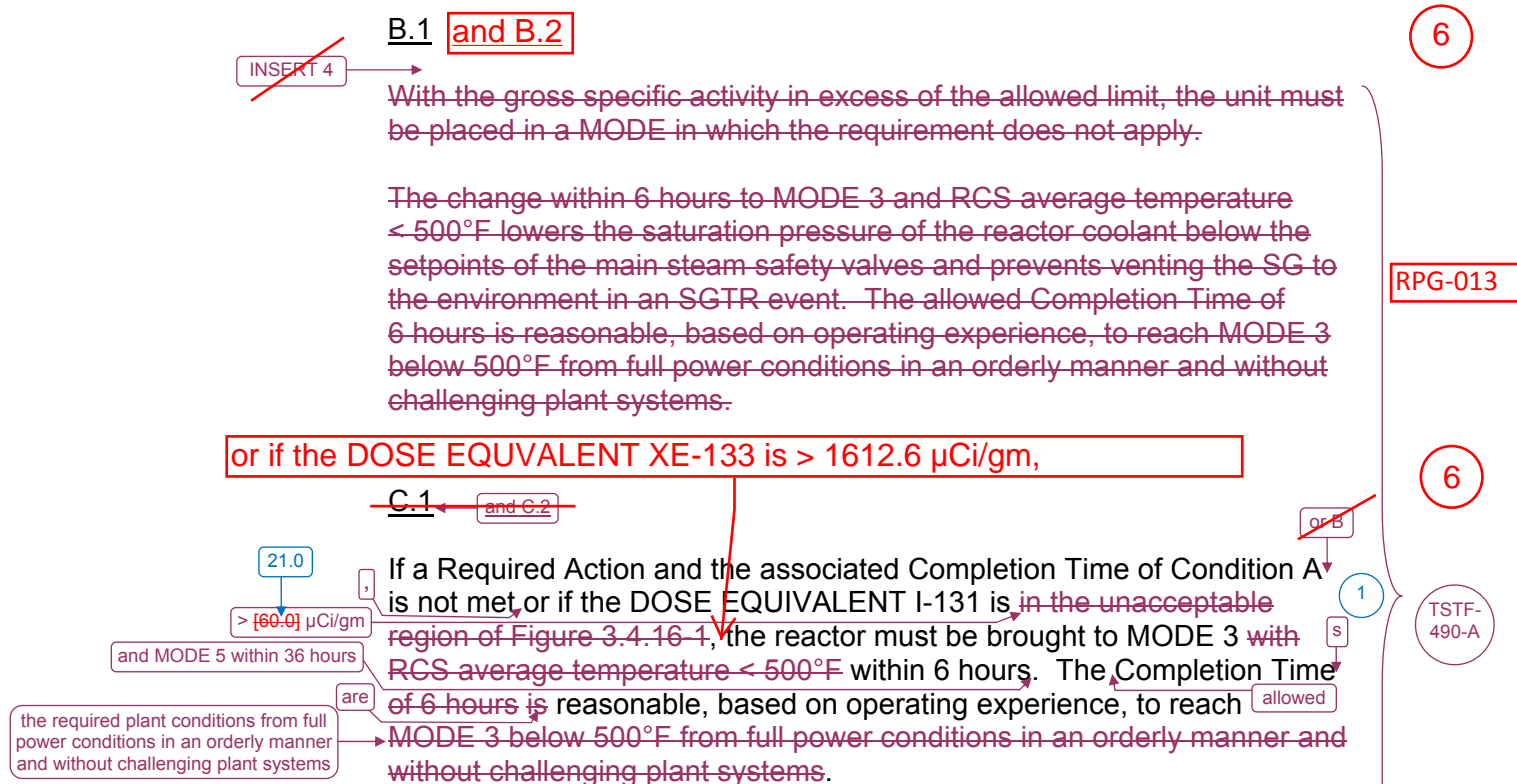 B.1 and B.2
6
INSERT 4
With the gross specific activity in excess of the allowed limit, the unit must
be placed in a MODE in which the requirement does not apply.
The change within 6 hours to MODE 3 and RCS average temperature
< 500°F lowers the saturation pressure of the reactor coolant below the
setpoints of the main steam safety valves and prevents venting the SG to
the environment in an SGTR event. The allowed Completion Time of
6 hours is reasonable, based on operating experience, to reach MODE 3
below 500°F from full power conditions in an orderly manner and without
challenging plant systems.
RPG-013
or if the DOSE EQUVALENT XE-133 is > 1612.6 µCi/gm,
6
C.1 and C.2
or B
21.0
If a Required Action and the associated Completion Time of Condition A
,
is not met or if the DOSE EQUIVALENT I-131 is in the unacceptable
1
> [60.0] µCi/gm
region of Figure 3.4.16-1, the reactor must be brought to MODE 3 with
s
TSTF-
490-A
and MODE 5 within 36 hours
RCS average temperature < 500°F within 6 hours. The Completion Time
are
of 6 hours is reasonable, based on operating experience, to reach
allowed
the required plant conditions from full
power conditions in an orderly manner
and without challenging plant systems
MODE 3 below 500°F from full power conditions in an orderly manner and
without challenging plant systems.